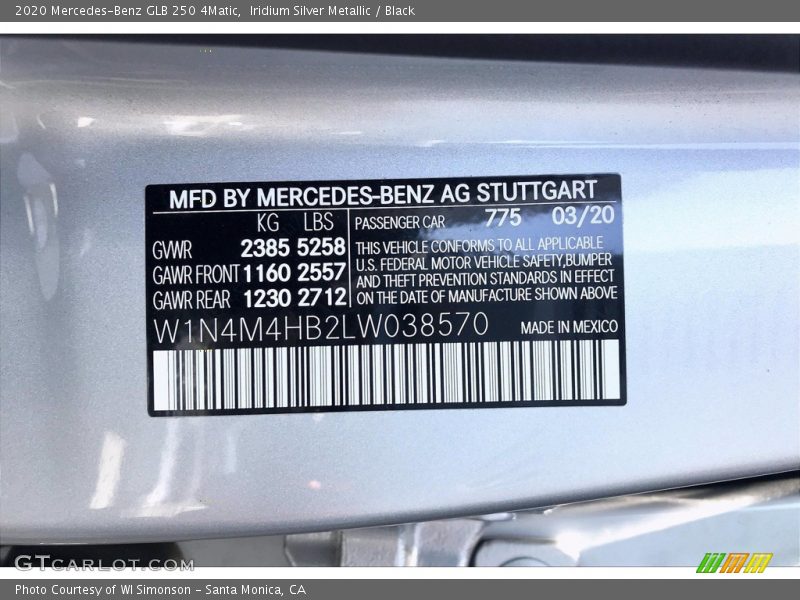 2020 Mercedes-Benz GLB 250 4Matic,  Iridium Silver Metallic / Black
MFD BY MERCEDES-BENZ AG STUTTGART
KG LBS
GVWR 2385 5258
GAWR FRONT 1160 2557
GAWR REAR 1230 2712
PASSENGER CAR 775 03/20
THIS VEHICLE CONFORMS TO ALL APPLICABLE
U.S. FEDERAL MOTOR VEHICLE SAFETY,BUMPER
AND THEFT PREVENTION STANDARDS IN EFFECT
ON THE DATE OF MANUFACTURE SHOWN ABOVE
W1N4M4HB2LW038570 MADE IN MEXICO
GTCARLOT.COM
Photo Courtesy of WI Simonson - Santa Monica, CA